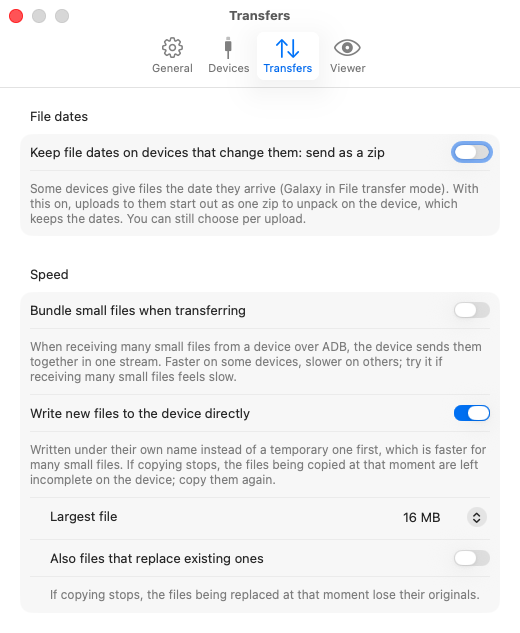 Transfers
General
Devices
Transfers
Viewer
File dates
Keep file dates on devices that change them: send as a zip
Some devices give files the date they arrive (Galaxy in File transfer mode). With
this on, uploads to them start out as one zip to unpack on the device, which
keeps the dates. You can still choose per upload.
Speed
Bundle small files when transferring
When receiving many small files from a device over ADB, the device sends them
together in one stream. Faster on some devices, slower on others; try it if
receiving many small files feels slow.
Write new files to the device directly
Written under their own name instead of a temporary one first, which is faster for
many small files. If copying stops, the files being copied at that moment are left
incomplete on the device; copy them again.
Largest file
16 MB
Also files that replace existing ones
If copying stops, the files being replaced at that moment lose their originals.